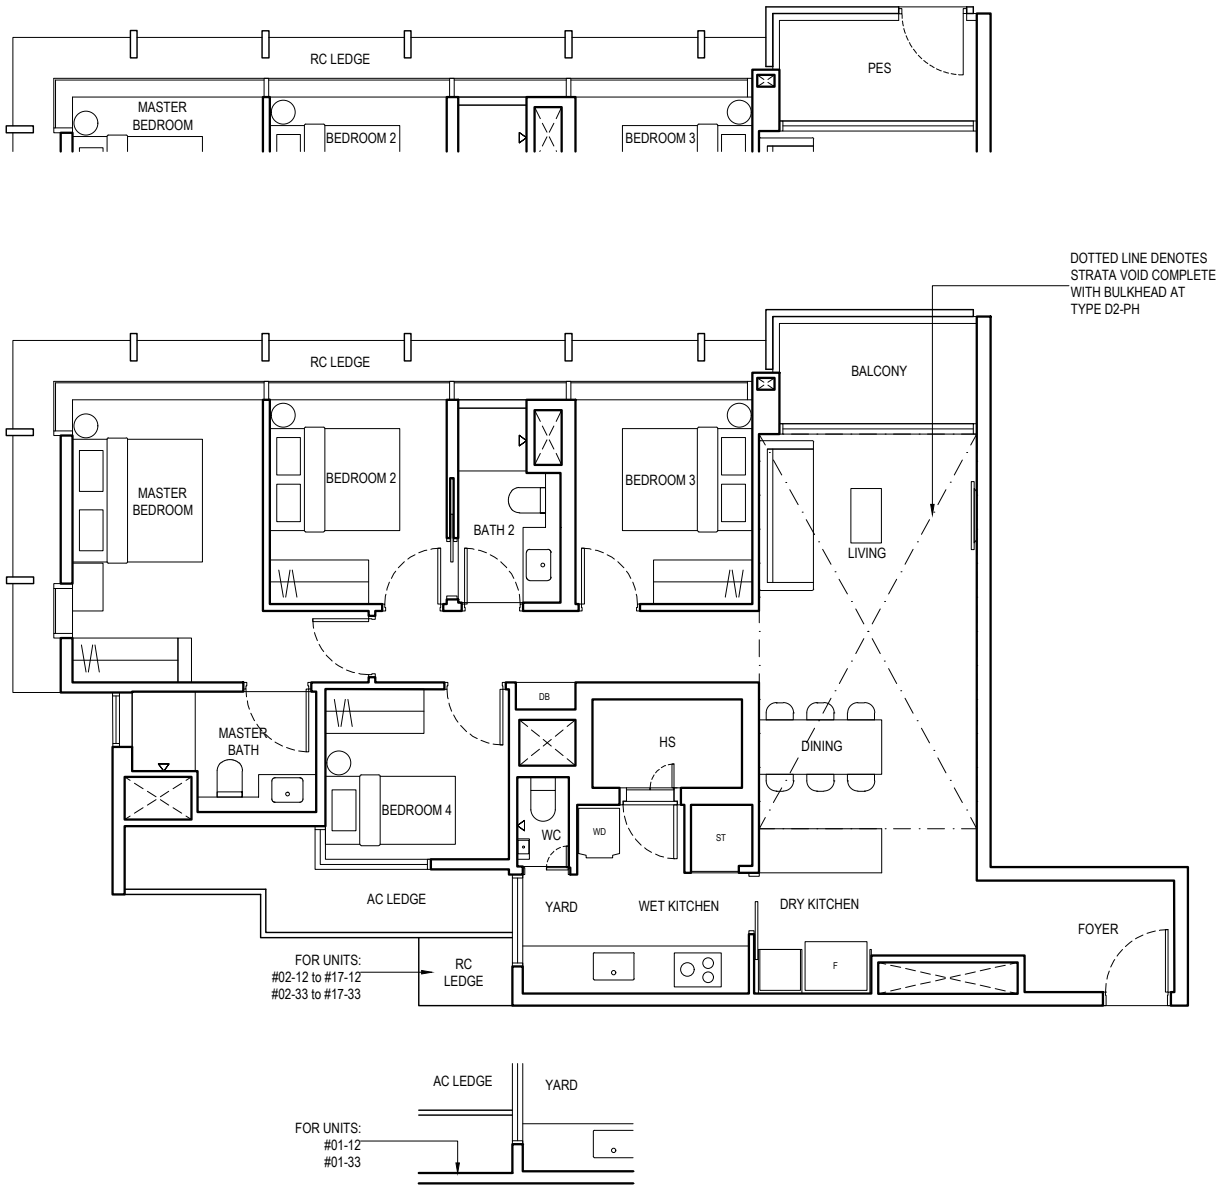 RC LEDGE
PES
MASTER
BEDROOM
BEDROOM 2
BEDROOM 3
DOTTED LINE DENOTES
STRATA VOID COMPLETE
WITH BULKHEAD AT
TYPE D2-PH
RC LEDGE
BALCONY
MASTER
BEDROOM
BEDROOM 2
BATH 2
BEDROOM 3
LIVING
DB
MASTER
BATH
HS
DINING
BEDROOM 4
WC
WD
ST
AC LEDGE
YARD
WET KITCHEN
DRY KITCHEN
FOYER
FOR UNITS:
#02-12 to #17-12
#02-33 to #17-33
RC
LEDGE
F
AC LEDGE
YARD
FOR UNITS:
#01-12
#01-33